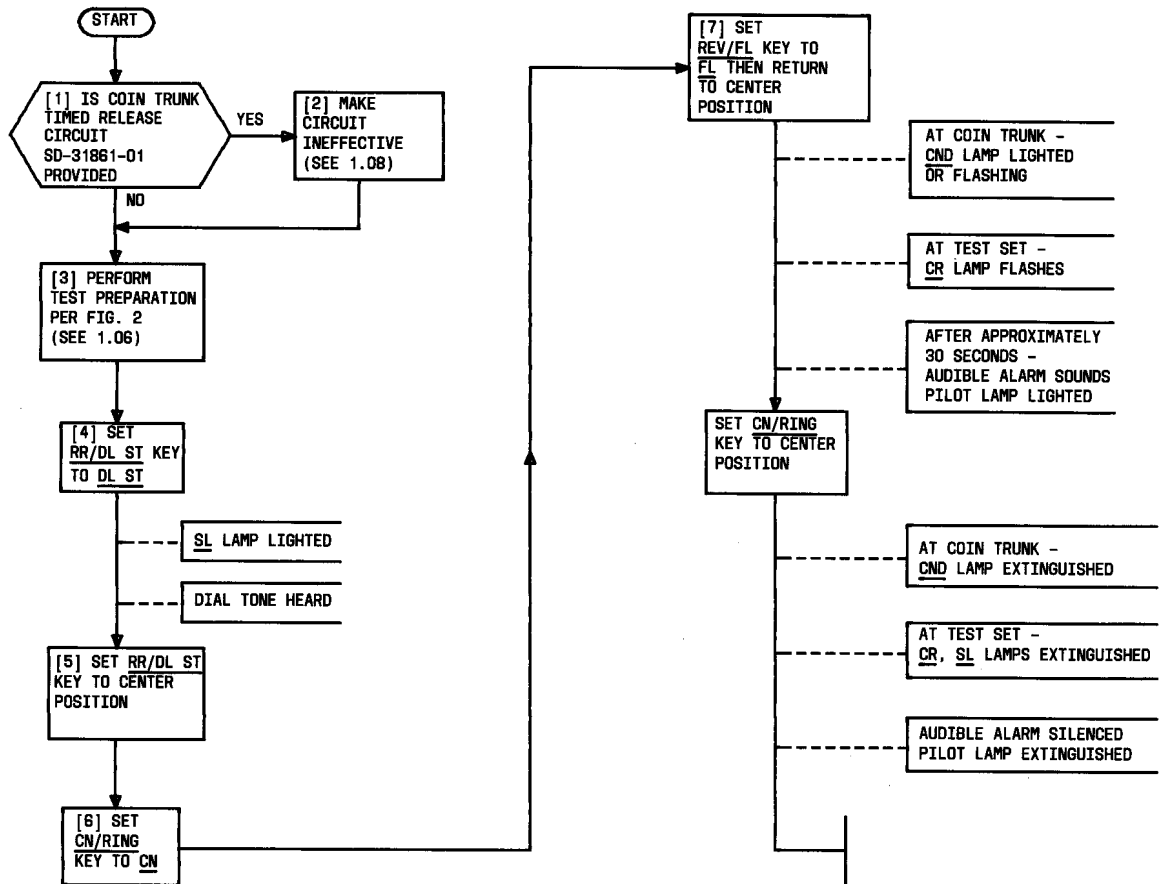 START
[1] IS COIN TRUNK
TIMED RELEASE
CIRCUIT
SD-31861-01
PROVIDED
YES
NO
[2] MAKE
CIRCUIT
INEFFECTIVE
(SEE 1.08)
[3] PERFORM
TEST PREPARATION
PER FIG. 2
(SEE 1.06)
[4] SET
RR/DL ST KEY
TO DL ST
SL LAMP LIGHTED
DIAL TONE HEARD
[5] SET RR/DL ST
KEY TO CENTER
POSITION
[6] SET
CN/RING
KEY TO CN
[7] SET
REV/FL KEY TO
FL THEN RETURN
TO CENTER
POSITION
AT COIN TRUNK -
CND LAMP LIGHTED
OR FLASHING
AT TEST SET -
CR LAMP FLASHES
AFTER APPROXIMATELY
30 SECONDS -
AUDIBLE ALARM SOUNDS
PILOT LAMP LIGHTED
SET CN/RING
KEY TO CENTER
POSITION
AT COIN TRUNK -
CND LAMP EXTINGUISHED
AT TEST SET -
CR, SL LAMPS EXTINGUISHED
AUDIBLE ALARM SILENCED
PILOT LAMP EXTINGUISHED